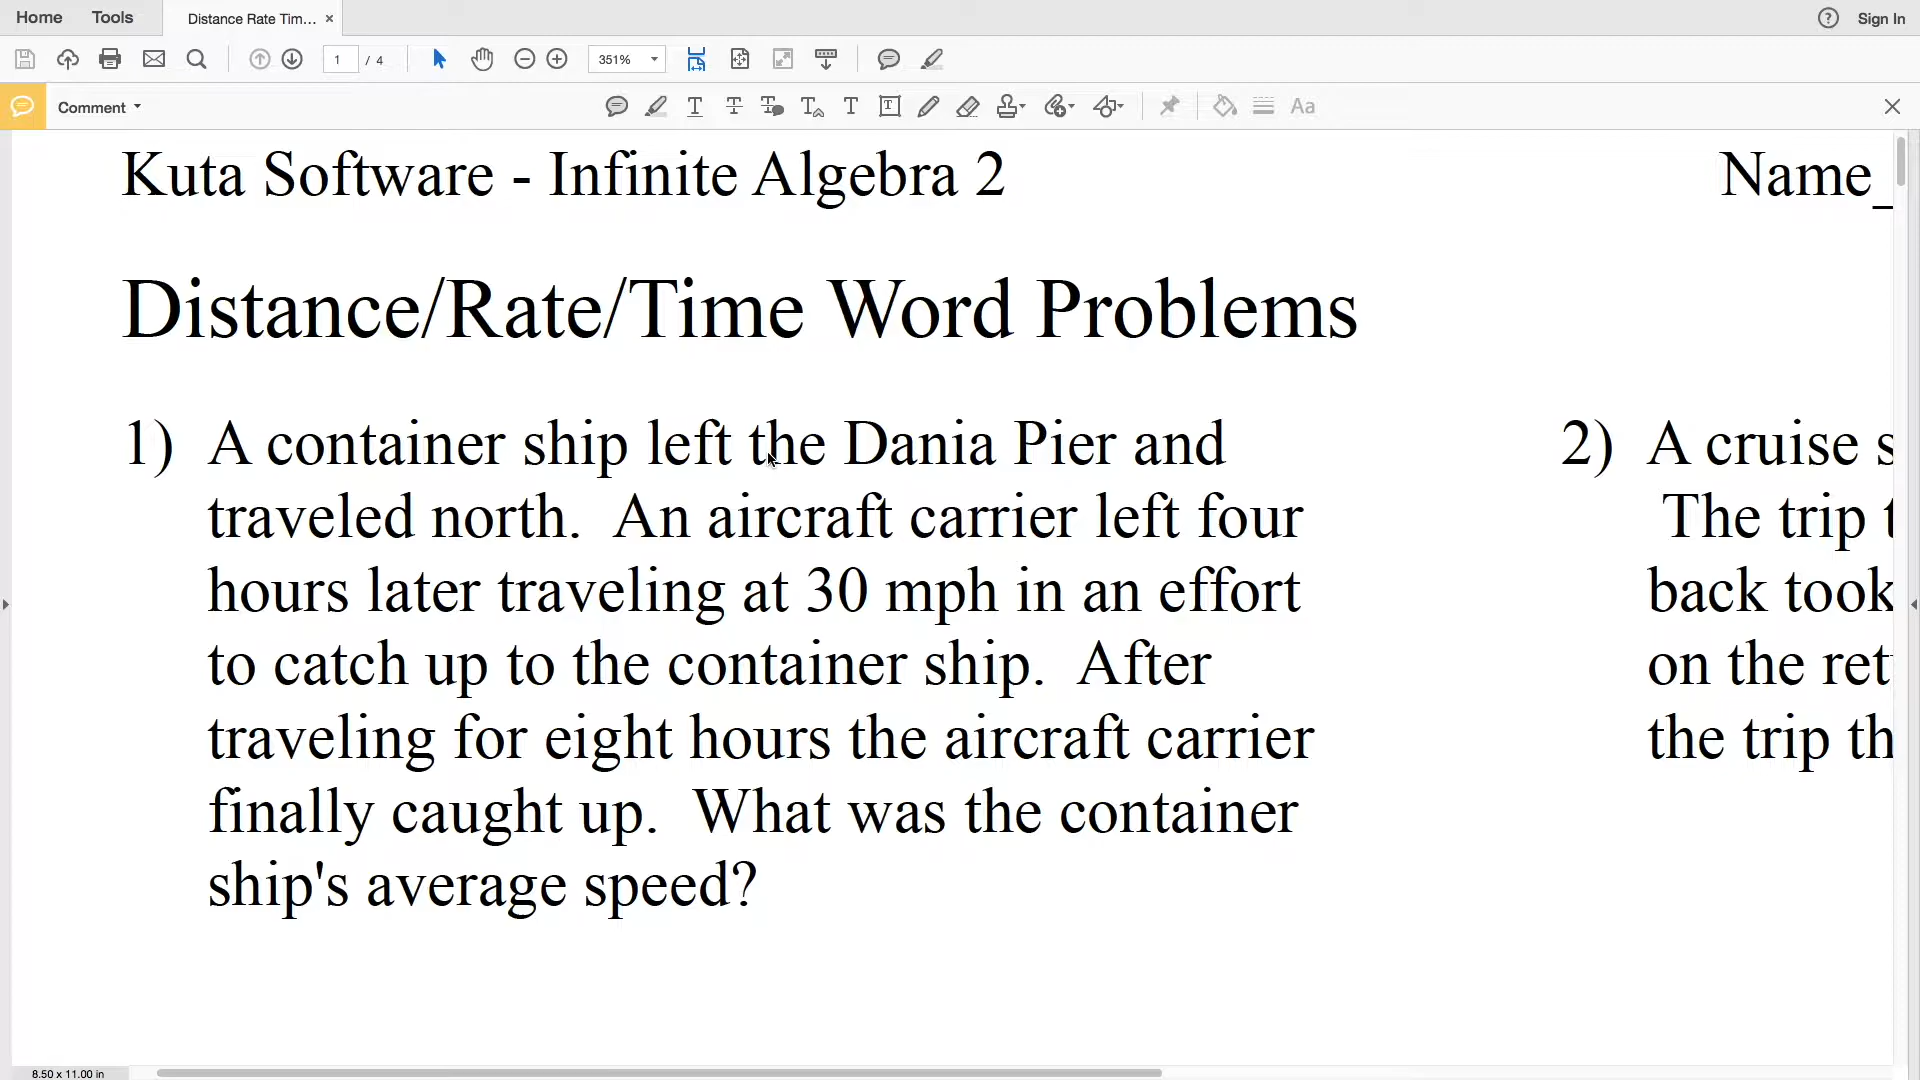 Home Tools Distance Rate Tim... × ? Sign In
1 / 4 351%
Comment
Kuta Software - Infinite Algebra 2 Name_
Distance/Rate/Time Word Problems
1) A container ship left the Dania Pier and
traveled north. An aircraft carrier left four
hours later traveling at 30 mph in an effort
to catch up to the container ship. After
traveling for eight hours the aircraft carrier
finally caught up. What was the container
ship's average speed?
2) A cruise s
The trip t
back took
on the ret
the trip th
8.50 x 11.00 in